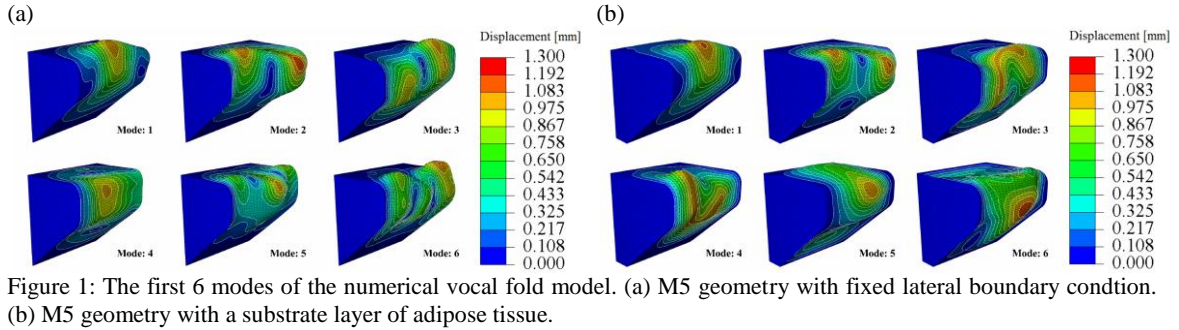 (a)
(b)
Displacement [mm]
1.300
1.192
1.083
0.975
0.867
0.758
0.650
0.542
0.433
0.325
0.217
0.108
0.000
Mode: 1
Mode: 2
Mode: 3
Mode: 4
Mode: 5
Mode: 6
Displacement [mm]
1.300
1.192
1.083
0.975
0.867
0.758
0.650
0.542
0.433
0.325
0.217
0.108
0.000
Mode: 1
Mode: 2
Mode: 3
Mode: 4
Mode: 5
Mode: 6
Figure 1: The first 6 modes of the numerical vocal fold model. (a) M5 geometry with fixed lateral boundary condtion.
(b) M5 geometry with a substrate layer of adipose tissue.